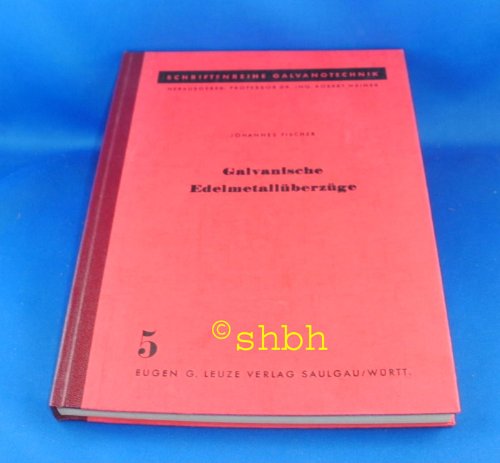 SCHRIFTENREIHE GALVANOTECHNIK
HERAUSGEBER: PROFESSOR DR. ING. ROBERT WEINER
JOHANNES FISCHER
Galvanische
Edelmetallüberzüge
5
©shbh
EUGEN G. LEUZE VERLAG SAULGAU/WÜRTT.